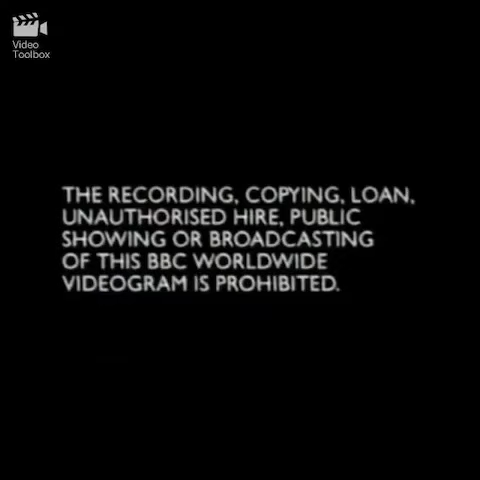 Video
Toolbox
THE RECORDING, COPYING, LOAN,
UNAUTHORISED HIRE, PUBLIC
SHOWING OR BROADCASTING
OF THIS BBC WORLDWIDE
VIDEOGRAM IS PROHIBITED.